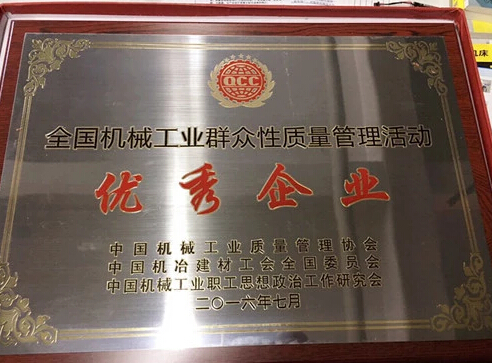 QCC
全国机械工业群众性质量管理活动
优秀企业
中国机械工业质量管理协会
中国机冶建材工会全国委员会
中国机械工业职工思想政治工作研究会
二〇一六年七月
床